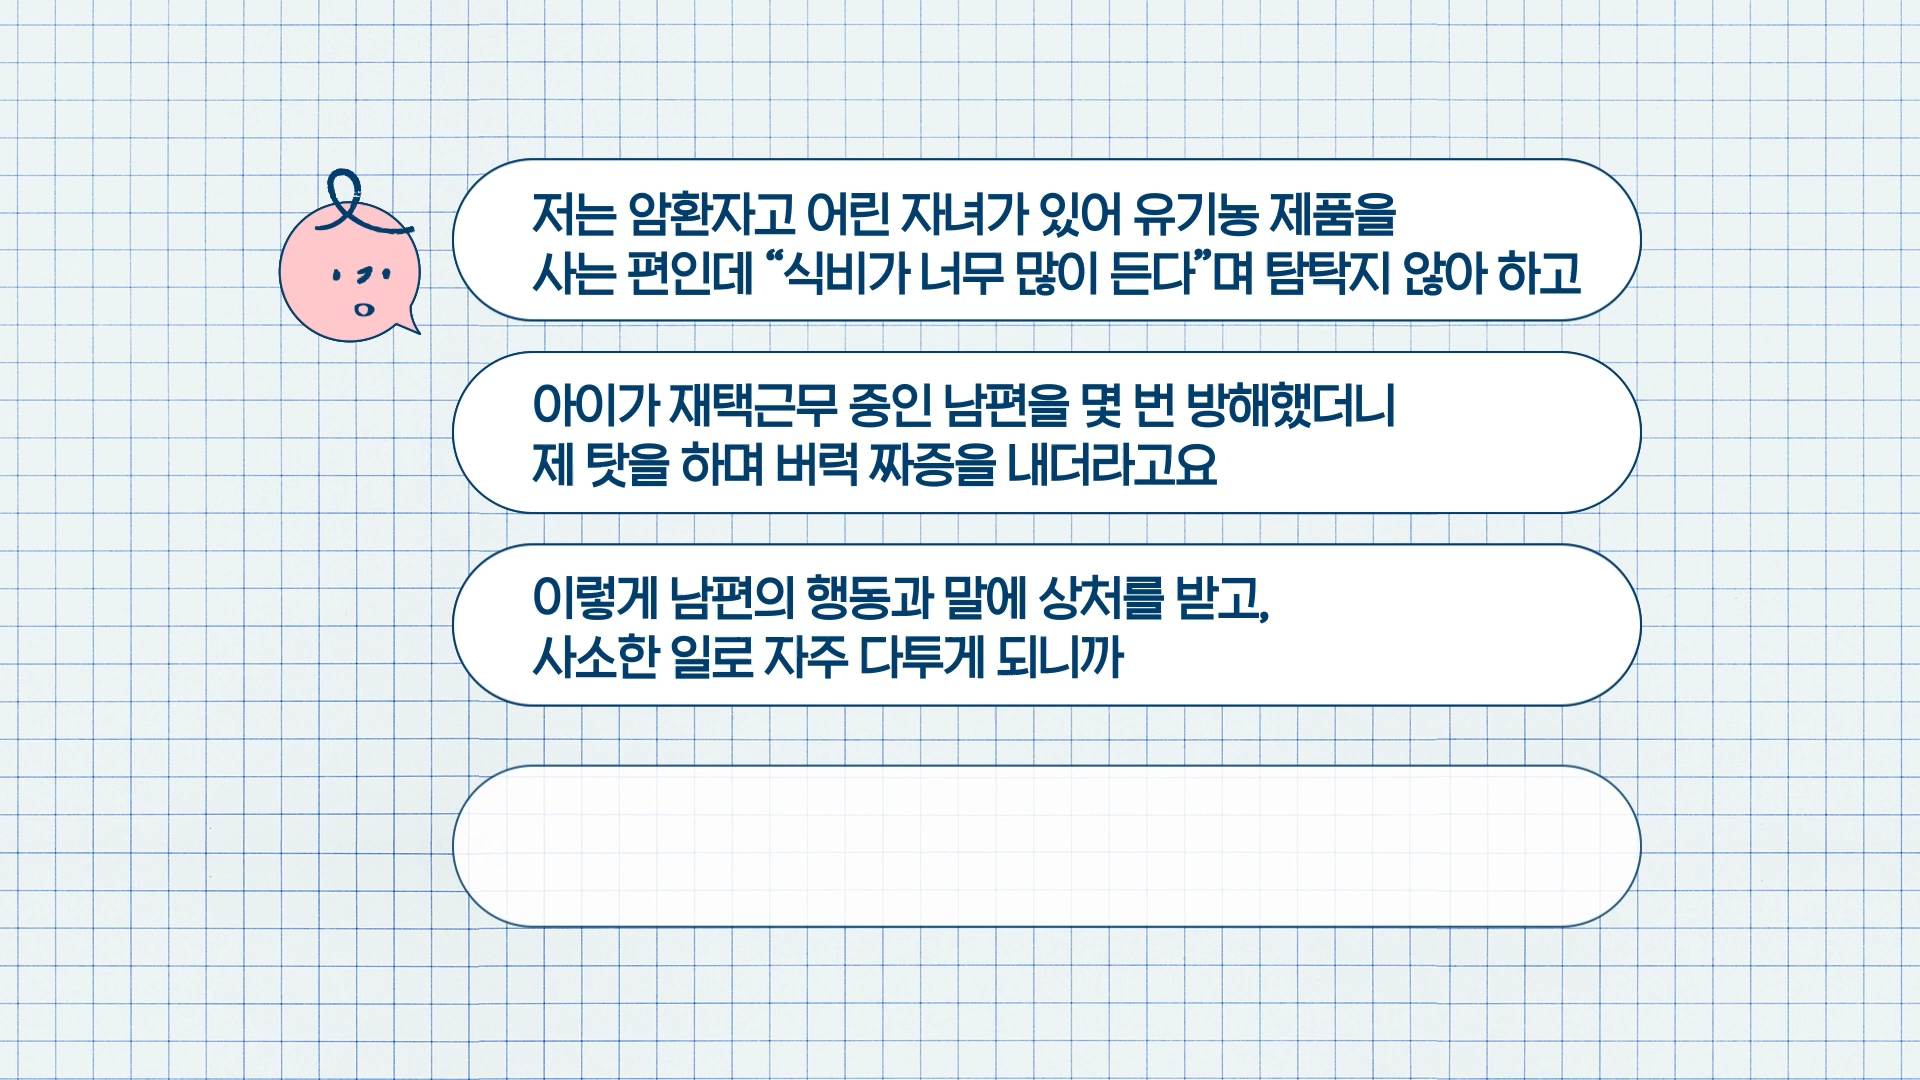 저는 암환자고 어린 자녀가 있어 유기농 제품을
사는 편인데 “식비가 너무 많이 든다”며 탐탁지 않아 하고
아이가 재택근무 중인 남편을 몇 번 방해했더니
제 탓을 하며 버럭 짜증을 내더라고요
이렇게 남편의 행동과 말에 상처를 받고,
사소한 일로 자주 다투게 되니까